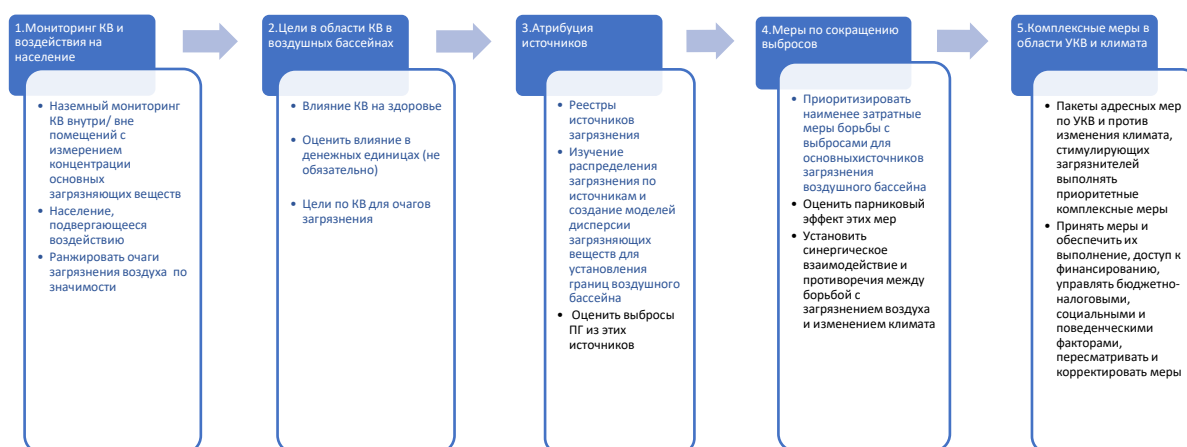 1.Мониторинг КВ и
воздействия на
население
• Наземный мониторинг
КВ внутри/ вне
помещений с
измерением
концентрации
основных
загрязняющих веществ
• Население,
подвергающееся
воздействию
• Ранжировать очаги
загрязнения воздуха по
значимости
2.Цели в области КВ в
воздушных бассейнах
• Влияние КВ на здоровье
• Оценить влияние в
денежных единицах (не
обязательно)
• Цели по КВ для очагов
загрязнения
3.Атрибуция
источников
• Реестры
источников
загрязнения
• Изучение
распределения
загрязнения по
источникам и
создание моделей
дисперсии
загрязняющих
веществ для
установления
границ воздушного
бассейна
• Оценить выбросы
ПГ из этих
источников
4.Меры по сокращению
выбросов
• Приоритизировать
наименее затратные
меры борьбы с
выбросами для
основныхисточников
загрязнения
воздушного бассейна
• Оценить парниковый
эффект этих мер
• Установить
синергическое
взаимодействие и
противоречия между
борьбой с
загрязнением воздуха
и изменением климата
5.Комплексные меры в
области УКВ и климата
• Пакеты адресных мер
по УКВ и против
изменения климата,
стимулирующих
загрязнителей
выполнять
приоритетные
комплексные меры
• Принять меры и
обеспечить их
выполнение, доступ к
финансированию,
управлять бюджетно-
налоговыми,
социальными и
поведенческими
факторами,
пересматривать и
корректировать меры